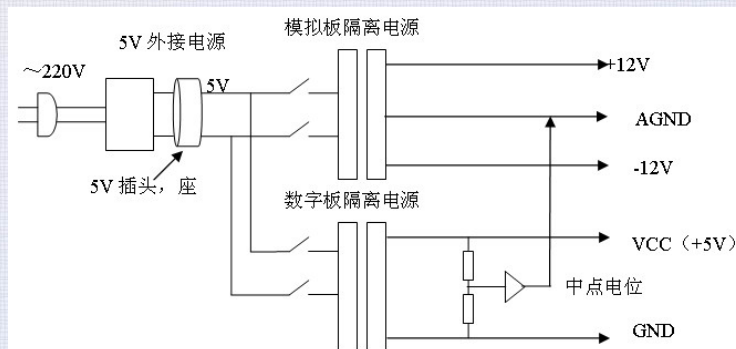 模拟板隔离电源
5V 外接电源
～220V
5V
+12V
AGND
-12V
5V 插头，座
数字板隔离电源
VCC（+5V）
中点电位
GND